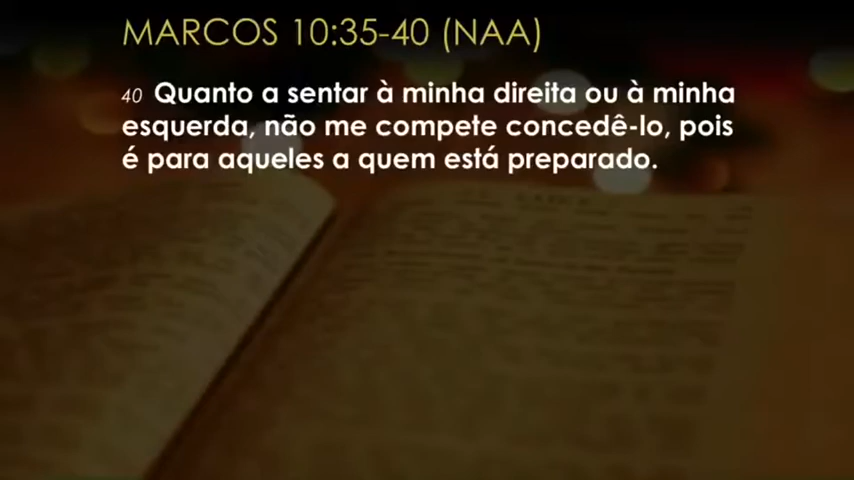 MARCOS 10:35-40 (NAA)
40 Quanto a sentar à minha direita ou à minha
esquerda, não me compete concedê-lo, pois
é para aqueles a quem está preparado.